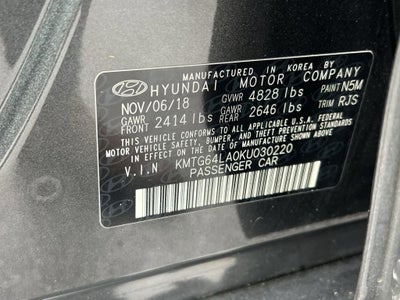 MANUFACTURED IN KOREA BY
HYUNDAI MOTOR COMPANY
NOV/06/18 GVWR 4828 lbs PAINT N5M
GAWR FRONT 2414 lbs GAWR REAR 2646 lbs TRIM RJS
THIS VEHICLE CONFORMS TO ALL APPLICABLE U.S.A. FEDERAL
MOTOR VEHICLE SAFETY, BUMPER, AND THEFT PREVENTION
STANDARDS IN EFFECT ON THE DATE OF MANUFACTURE SHOWN ABOVE.
V.I.N KMTG64LA0KU030220
PASSENGER CAR